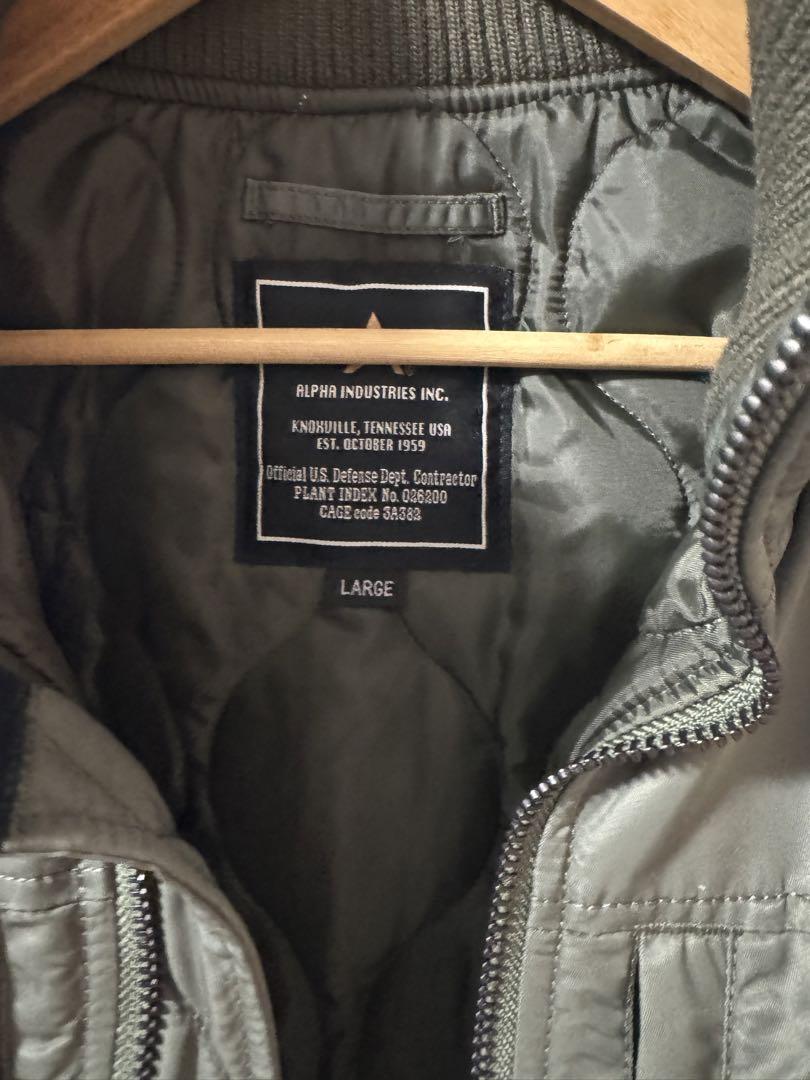 ALPHA INDUSTRIES INC.
KNOXVILLE, TENNESSEE USA
EST. OCTOBER 1959
Official U.S. Defense Dept. Contractor
PLANT INDEX No. 026200
CAGE code 3A382
LARGE